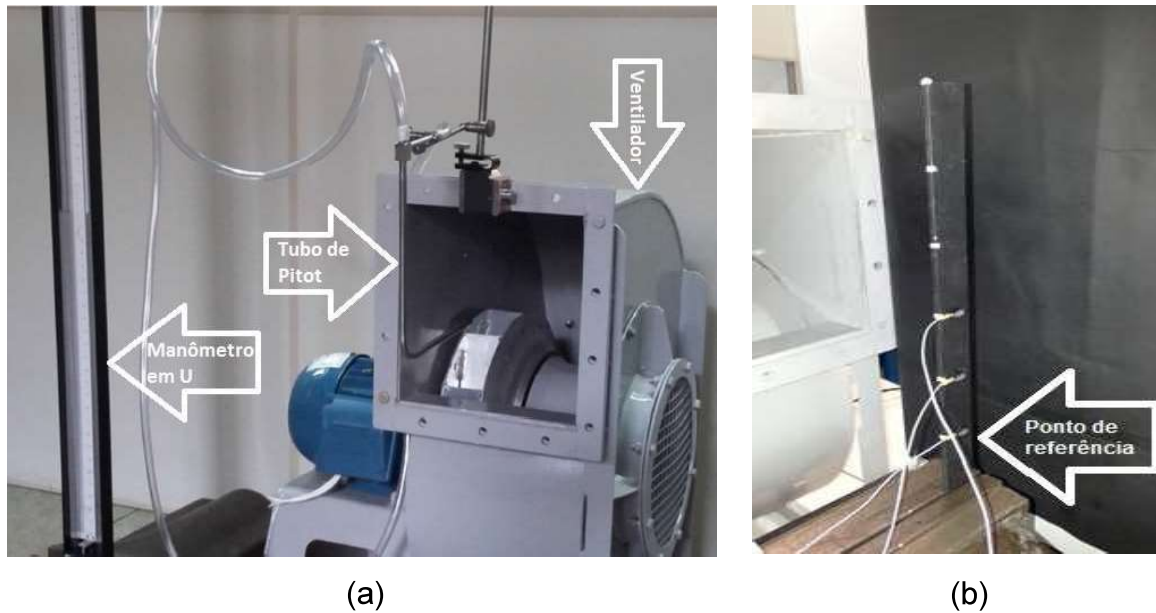 Ventilador
Tubo de
Pitot
Manômetro
em U
Ponto de
referência
(a)
(b)